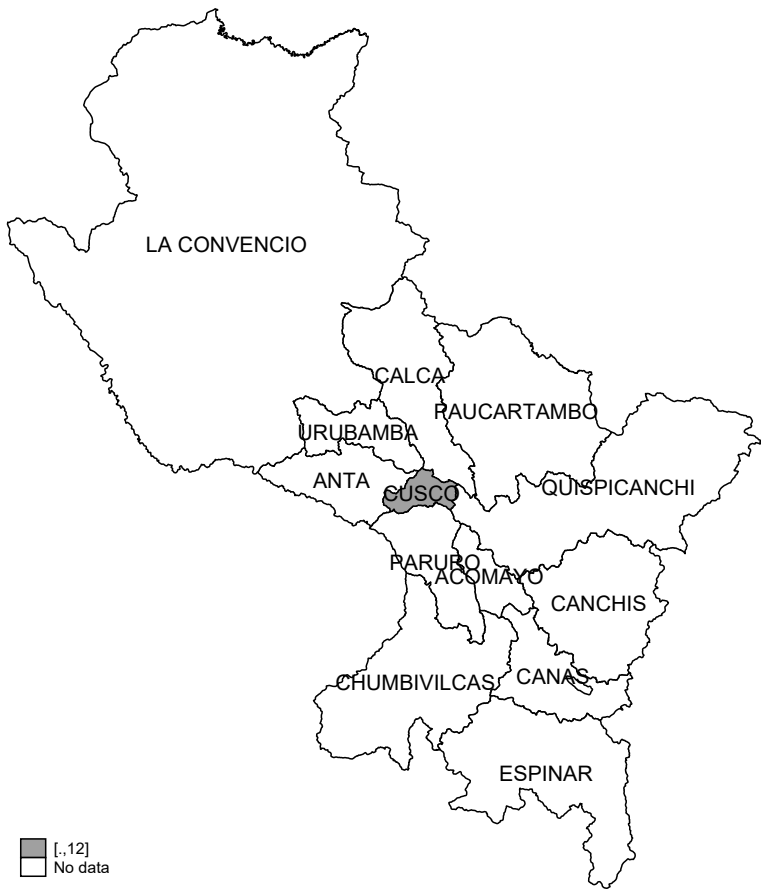 LA CONVENCIO
CALCA
PAUCARTAMBO
URUBAMBA
ANTA
CUSCO
QUISPICANCHI
PARURO
ACOMAYO
CANCHIS
CHUMBIVILCAS
CANAS
ESPINAR
[.,12]
No data